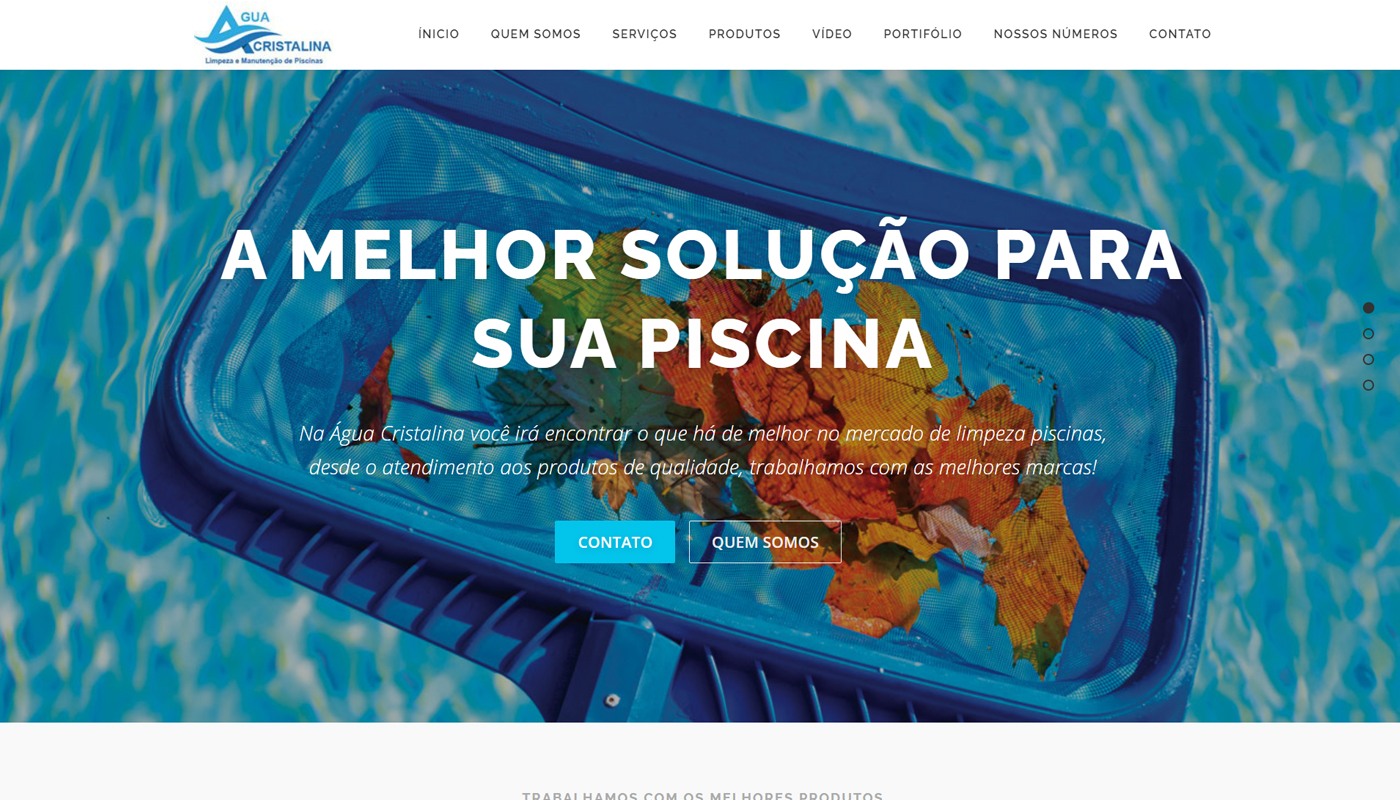 ÁGUA
CRISTALINA
Limpeza e Manutenção de Piscinas
ÍNICIO
QUEM SOMOS
SERVIÇOS
PRODUTOS
VÍDEO
PORTIFÓLIO
NOSSOS NÚMEROS
CONTATO
A MELHOR SOLUÇÃO PARA
SUA PISCINA
Na Água Cristalina você irá encontrar o que há de melhor no mercado de limpeza piscinas,
desde o atendimento aos produtos de qualidade, trabalhamos com as melhores marcas!
CONTATO
QUEM SOMOS
TRABALHAMOS COM OS MELHORES PRODUTOS